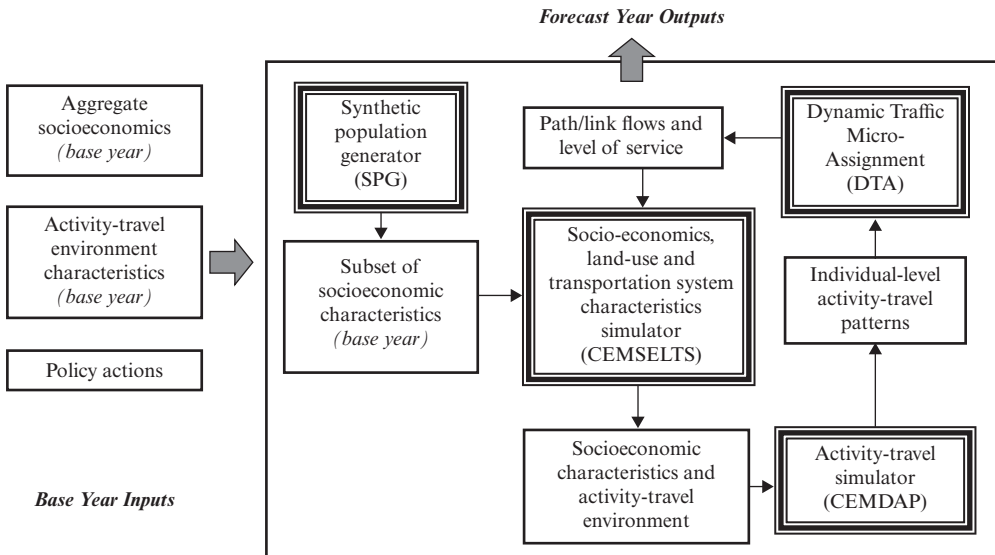 Forecast Year Outputs
Aggregate
socioeconomics
(base year)
Activity-travel
environment
characteristics
(base year)
Policy actions
Base Year Inputs
Synthetic
population
generator
(SPG)
Subset of
socioeconomic
characteristics
(base year)
Path/link flows and
level of service
Socio-economics,
land-use and
transportation system
characteristics
simulator
(CEMSELTS)
Socioeconomic
characteristics and
activity-travel
environment
Dynamic Traffic
Micro-
Assignment
(DTA)
Individual-level
activity-travel
patterns
Activity-travel
simulator
(CEMDAP)